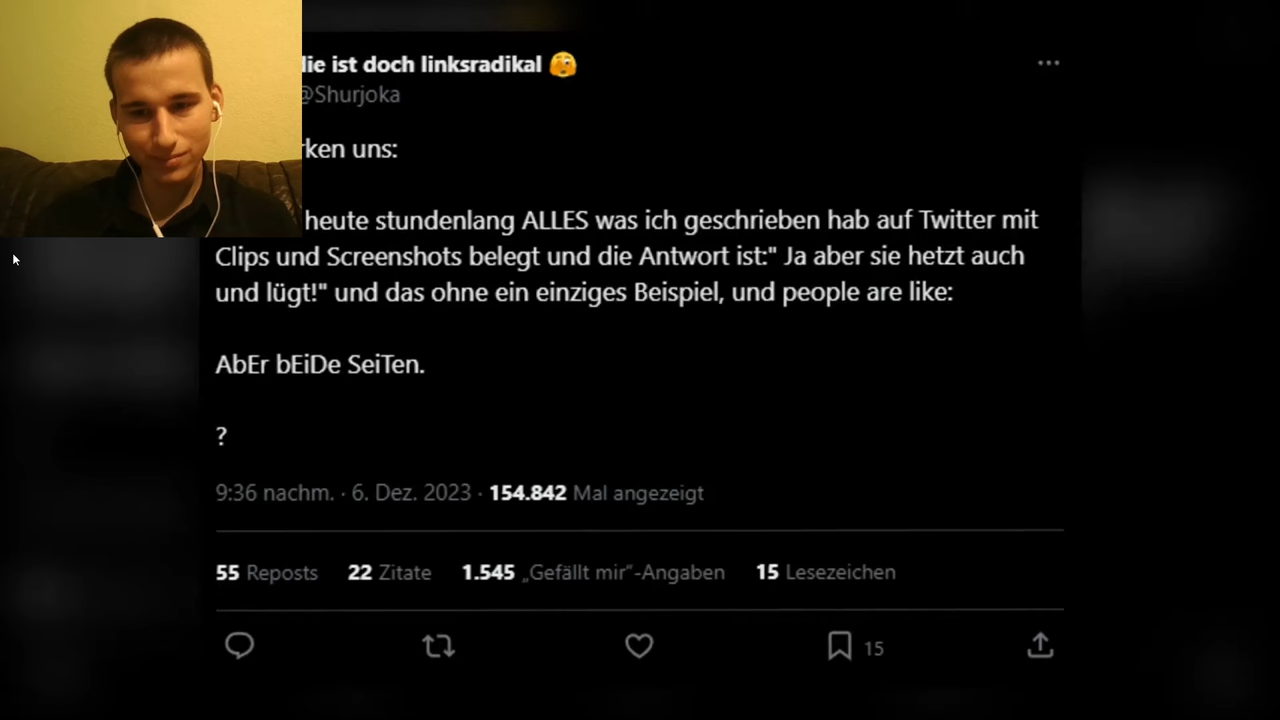 lie ist doch linksradikal
@Shurjoka
rken uns:
heute stundenlang ALLES was ich geschrieben hab auf Twitter mit
Clips und Screenshots belegt und die Antwort ist:" Ja aber sie hetzt auch
und lügt!" und das ohne ein einziges Beispiel, und people are like:
AbEr bEiDe SeiTen.
?
9:36 nachm. · 6. Dez. 2023 · 154.842 Mal angezeigt
55 Reposts 22 Zitate 1.545 „Gefällt mir“-Angaben 15 Lesezeichen
15